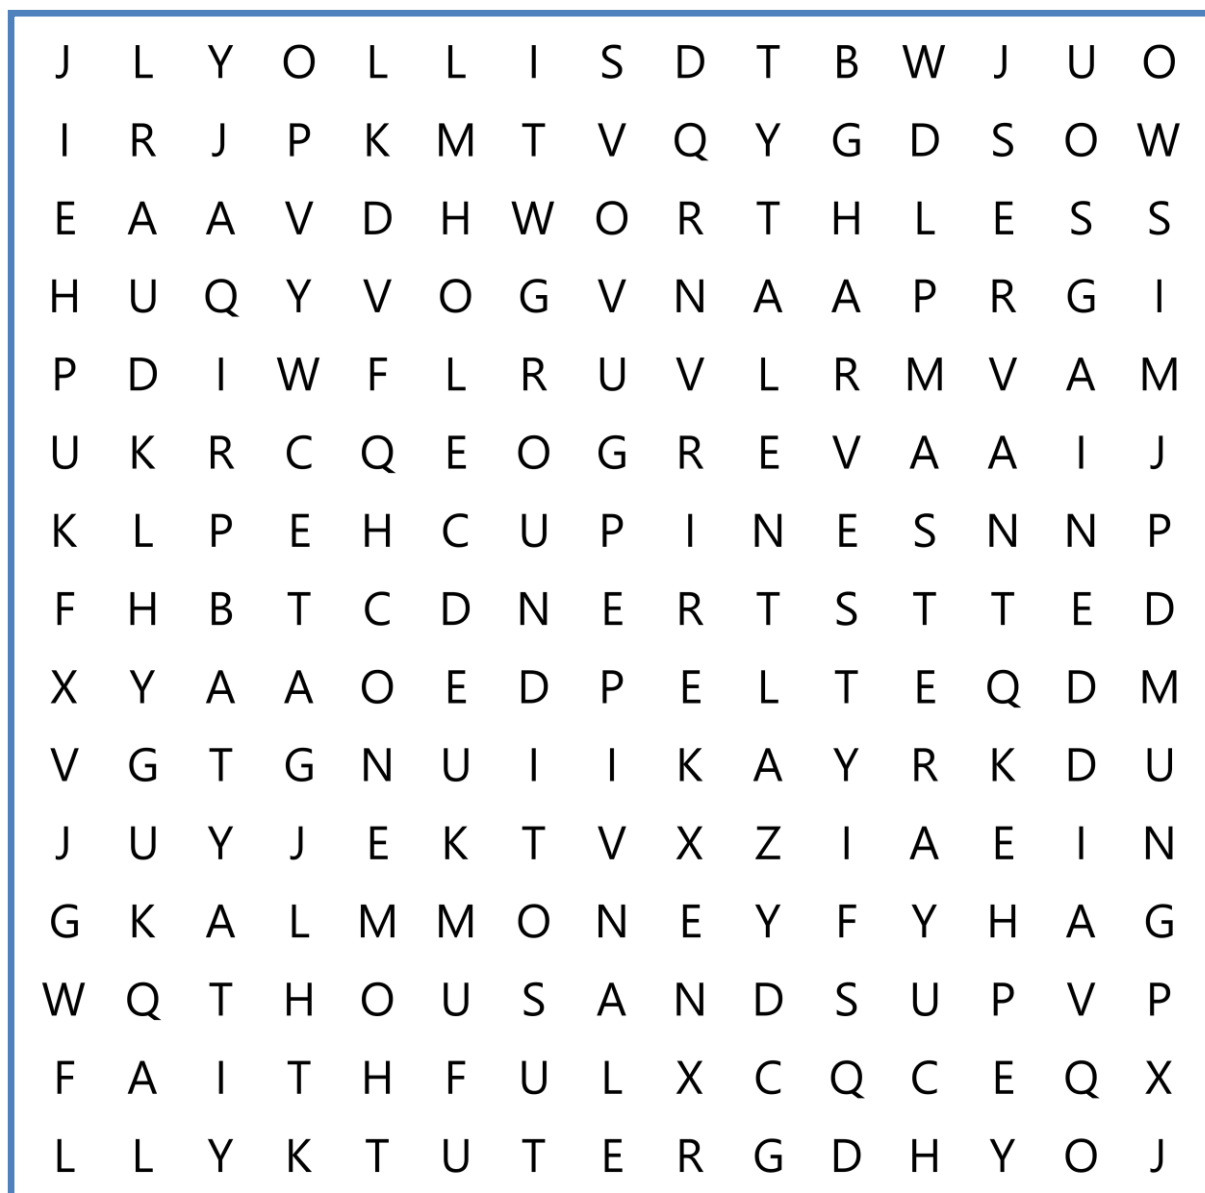 J L Y O L L I S D T B W J U O
I R J P K M T V Q Y G D S O W
E A A V D H W O R T H L E S S
H U Q Y V O G V N A A P R G I
P D I W F L R U V L R M V A M
U K R C Q E O G R E V A A I J
K L P E H C U P I N E S N N P
F H B T C D N E R T S T T E D
X Y A A O E D P E L T E Q D M
V G T G N U I I K A Y R K D U
J U Y J E K T V X Z I A E I N
G K A L M M O N E Y F Y H A G
W Q T H O U S A N D S U P V P
F A I T H F U L X C Q C E Q X
L L Y K T U T E R G D H Y O J